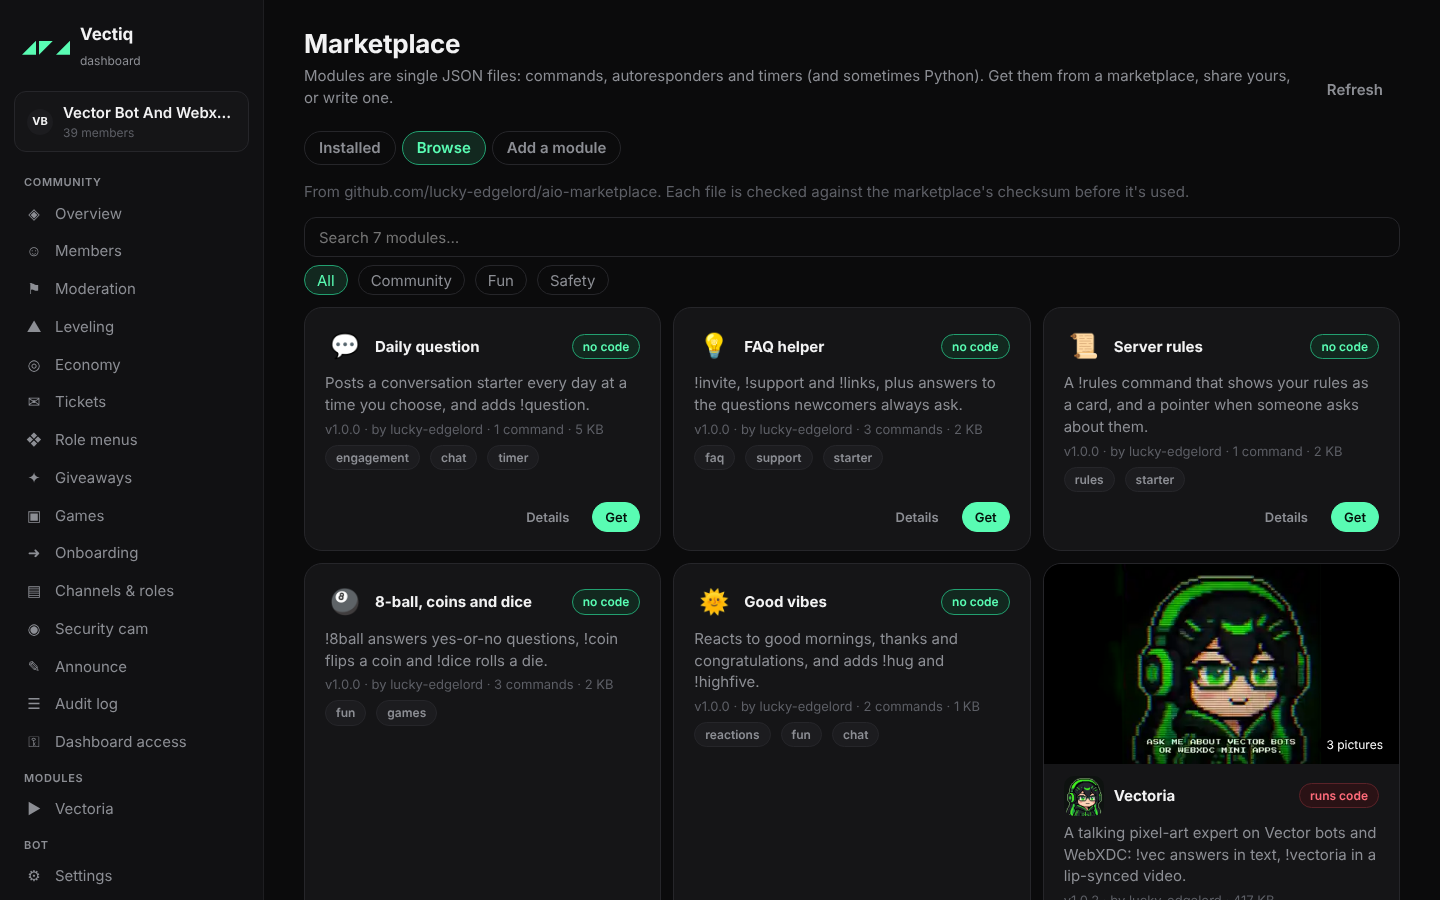 Vectiq
dashboard
VB
Vector Bot And Webx...
39 members
COMMUNITY
Overview
Members
Moderation
Leveling
Economy
Tickets
Role menus
Giveaways
Games
Onboarding
Channels & roles
Security cam
Announce
Audit log
Dashboard access
MODULES
Vectoria
BOT
Settings
Marketplace
Modules are single JSON files: commands, autoresponders and timers (and sometimes Python). Get them from a marketplace, share yours,
or write one.
Refresh
Installed
Browse
Add a module
From github.com/lucky-edgelord/aio-marketplace. Each file is checked against the marketplace's checksum before it's used.
Search 7 modules...
All
Community
Fun
Safety
Daily question
no code
Posts a conversation starter every day at a
time you choose, and adds !question.
v1.0.0 · by lucky-edgelord · 1 command · 5 KB
engagement
chat
timer
Details
Get
FAQ helper
no code
!invite, !support and !links, plus answers to
the questions newcomers always ask.
v1.0.0 · by lucky-edgelord · 3 commands · 2 KB
faq
support
starter
Details
Get
Server rules
no code
A !rules command that shows your rules as
a card, and a pointer when someone asks
about them.
v1.0.0 · by lucky-edgelord · 1 command · 2 KB
rules
starter
Details
Get
8-ball, coins and dice
no code
!8ball answers yes-or-no questions, !coin
flips a coin and !dice rolls a die.
v1.0.0 · by lucky-edgelord · 3 commands · 2 KB
fun
games
Good vibes
no code
Reacts to good mornings, thanks and
congratulations, and adds !hug and
!highfive.
v1.0.0 · by lucky-edgelord · 2 commands · 1 KB
reactions
fun
chat
ASK ME ABOUT VECTOR BOTS
OR WEBXDC MINI APPS.
3 pictures
Vectoria
runs code
A talking pixel-art expert on Vector bots and
WebXDC: !vec answers in text, !vectoria in a
lip-synced video.